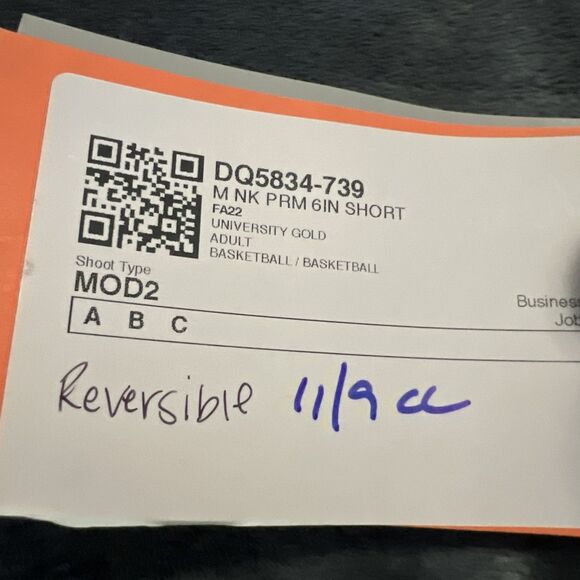 DQ5834-739
M NK PRM 6IN SHORT
FA22
UNIVERSITY GOLD
ADULT
BASKETBALL / BASKETBALL
Shoot Type
MOD2
Business
Job
A B C
Reversible 11/9 cc